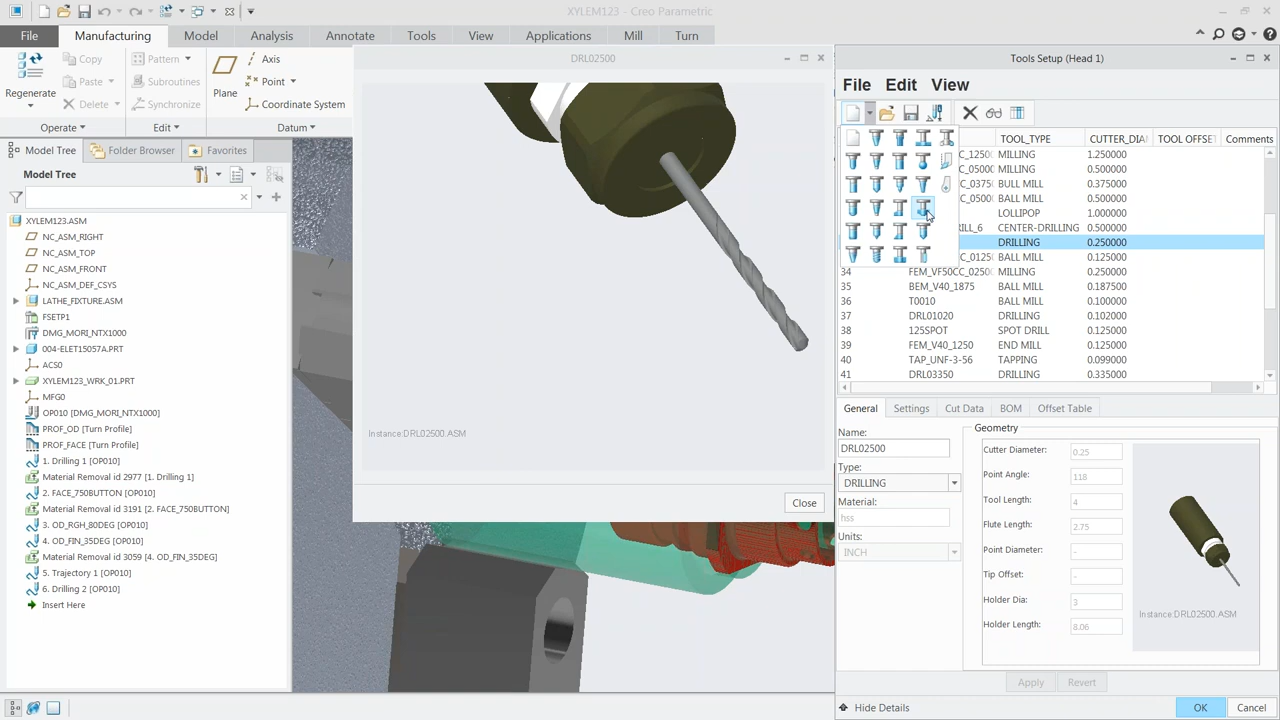 XYLEM123 - Creo Parametric
File
Manufacturing
Model
Analysis
Annotate
Tools
View
Applications
Mill
Turn
Regenerate
Copy
Paste
Delete
Pattern
Subroutines
Synchronize
Plane
Axis
Point
Coordinate System
Operate
Edit
Datum
Model Tree
Folder Browser
Favorites
Model Tree
XYLEM123.ASM
NC_ASM_RIGHT
NC_ASM_TOP
NC_ASM_FRONT
NC_ASM_DEF_CSYS
LATHE_FIXTURE.ASM
FSETP1
DMG_MORI_NTX1000
004-ELET15057A.PRT
ACS0
XYLEM123_WRK_01.PRT
MFG0
OP010 [DMG_MORI_NTX1000]
PROF_OD [Turn Profile]
PROF_FACE [Turn Profile]
1. Drilling 1 [OP010]
Material Removal id 2977 [1. Drilling 1]
2. FACE_750BUTTON [OP010]
Material Removal id 3191 [2. FACE_750BUTTON]
3. OD_RGH_80DEG [OP010]
4. OD_FIN_35DEG [OP010]
Material Removal id 3059 [4. OD_FIN_35DEG]
5. Trajectory 1 [OP010]
6. Drilling 2 [OP010]
Insert Here
DRL02500
Instance:DRL02500.ASM
Close
Tools Setup (Head 1)
File Edit View
TOOL_TYPE CUTTER_DIA TOOL OFFSET Comments
C_1250 MILLING 1.250000
CC_0500 MILLING 0.500000
CC_0375 BULL MILL 0.375000
CC_0500 BALL MILL 0.500000
LOLLIPOP 1.000000
RILL_6 CENTER-DRILLING 0.500000
DRILLING 0.250000
CC_0125 BALL MILL 0.125000
34 FEM_VF50CC_0250 MILLING 0.250000
35 BEM_V40_1875 BALL MILL 0.187500
36 T0010 BALL MILL 0.100000
37 DRL01020 DRILLING 0.102000
38 125SPOT SPOT DRILL 0.125000
39 FEM_V40_1250 END MILL 0.125000
40 TAP_UNF-3-56 TAPPING 0.099000
41 DRL03350 DRILLING 0.335000
General Settings Cut Data BOM Offset Table
Name:
DRL02500
Type:
DRILLING
Material:
hss
Units:
INCH
Geometry
Cutter Diameter: 0.25
Point Angle: 118
Tool Length: 4
Flute Length: 2.75
Point Diameter: -
Tip Offset: -
Holder Dia: 3
Holder Length: 8.06
Instance:DRL02500.ASM
Apply Revert
Hide Details
OK Cancel